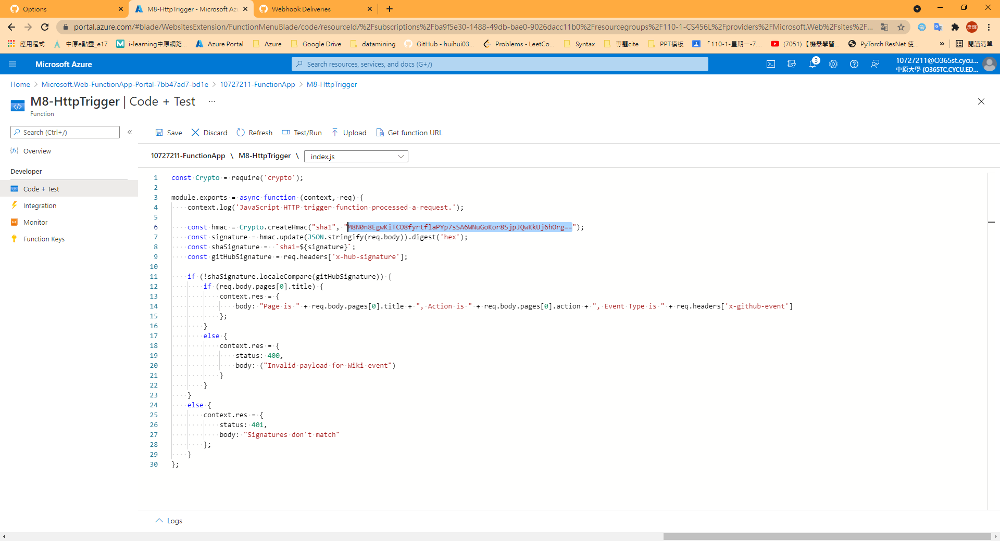 Options
M8-HttpTrigger - Microsoft Azu
Webhook Deliveries
portal.azure.com/#blade/WebsitesExtension/FunctionMenuBlade/code/resourceId/%2Fsubscriptions%2Fba9f5e30-1488-49db-bae0-9026dacc11b0%2Fresourcegroups%2F110-1-CS456L%2Fproviders%2FMicrosoft.Web%2Fsites%2F...
彥輝
應用程式
中原e點靈_e17
i-learning中原網路...
Azure Portal
Azure
Google Drive
datamining
GitHub - huihui03...
Problems - LeetCo...
Syntax
專題cite
PPT模板
「110-1-星期一-7....
(7051)【機器學習...
PyTorch ResNet 使...
»
閱讀清單
Microsoft Azure
Search resources, services, and docs (G+/)
3
10727211@O365st.cycu...
中原大學 (O365TC.CYCU.ED...
Home > Microsoft.Web-FunctionApp-Portal-7bb47ad7-bd1e > 10727211-FunctionApp > M8-HttpTrigger
M8-HttpTrigger | Code + Test ...
Function
Search (Ctrl+/)
«
Save
Discard
Refresh
Test/Run
Upload
Get function URL
Overview
Developer
Code + Test
Integration
Monitor
Function Keys
10727211-FunctionApp \ M8-HttpTrigger \ index.js
1 const Crypto = require('crypto');
2
3 module.exports = async function (context, req) {
4 context.log('JavaScript HTTP trigger function processed a request.');
5
6 const hmac = Crypto.createHmac("sha1", "M8N0n8EgwKiTCO8fyrtflaPYp7sSA6WNuGoKor8SjpJQwKkUj6hOrg==");
7 const signature = hmac.update(JSON.stringify(req.body)).digest('hex');
8 const shaSignature = `sha1=${signature}`;
9 const gitHubSignature = req.headers['x-hub-signature'];
10
11 if (!shaSignature.localeCompare(gitHubSignature)) {
12 if (req.body.pages[0].title) {
13 context.res = {
14 body: "Page is " + req.body.pages[0].title + ", Action is " + req.body.pages[0].action + ", Event Type is " + req.headers['x-github-event']
15 };
16 }
17 else {
18 context.res = {
19 status: 400,
20 body: ("Invalid payload for Wiki event")
21 }
22 }
23 }
24 else {
25 context.res = {
26 status: 401,
27 body: "Signatures don't match"
28 };
29 }
30 };
Logs